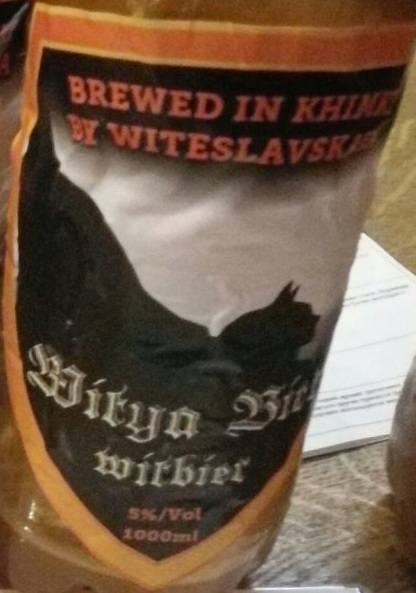 BREWED IN KHIMK
BY WITESLAVSKA
Witya Bie
witbier
5%/Vol
1000ml